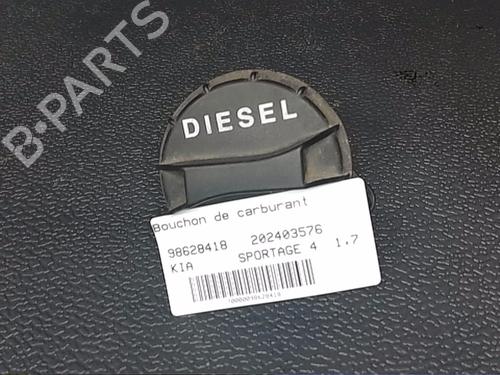 B-PARTS
DIESEL
Bouchon de carburant
98628418 202403576
KIA SPORTAGE 4 1.7